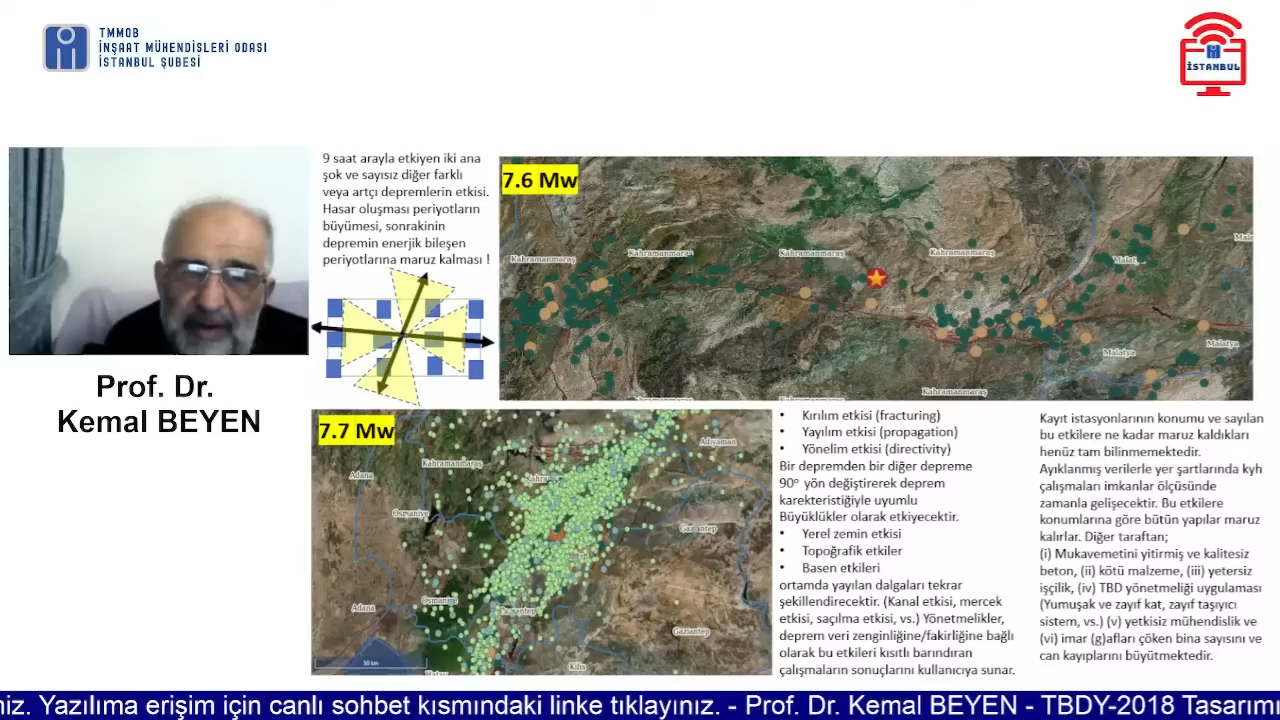 TMMOB
İNŞAAT MÜHENDİSLERİ ODASI
İSTANBUL ŞUBESİ
İSTANBUL
9 saat arayla etkiyen iki ana
şok ve sayısız diğer farklı
veya artçı depremlerin etkisi.
Hasar oluşması periyotların
büyümesi, sonrakinin
depremin enerjik bileşen
periyotlarına maruz kalması !
7.6 Mw
Kahramanmaraş
Kahramanmaraş
Kahramanmaraş
Kahramanmaraş
Malatya
Malatya
Kahramanmaraş
Prof. Dr.
Kemal BEYEN
7.7 Mw
Adıyaman
Kahramanmaraş
Adana
Osmaniye
Gaziantep
Osmaniye
Adana
Gaziantep
Gaziantep
Kilis
50 km
• Kırılım etkisi (fracturing)
• Yayılım etkisi (propagation)
• Yönelim etkisi (directivity)
Bir depremden bir diğer depreme
90° yön değiştirerek deprem
karekteristiğiyle uyumlu
Büyüklükler olarak etkiyecektir.
• Yerel zemin etkisi
• Topoğrafik etkiler
• Basen etkileri
ortamda yayılan dalgaları tekrar
şekillendirecektir. (Kanal etkisi, mercek
etkisi, saçılma etkisi, vs.) Yönetmelikler,
deprem veri zenginliğine/fakirliğine bağlı
olarak bu etkileri kısıtlı barındıran
çalışmaların sonuçlarını kullanıcıya sunar.
Kayıt istasyonlarının konumu ve sayılan
bu etkilere ne kadar maruz kaldıkları
henüz tam bilinmemektedir.
Ayıklanmış verilerle yer şartlarında kyh
çalışmaları imkanlar ölçüsünde
zamanla gelişecektir. Bu etkilere
konumlarına göre bütün yapılar maruz
kalırlar. Diğer taraftan;
(i) Mukavemetini yitirmiş ve kalitesiz
beton, (ii) kötü malzeme, (iii) yetersiz
işçilik, (iv) TBD yönetmeliği uygulaması
(Yumuşak ve zayıf kat, zayıf taşıyıcı
sistem, vs.) (v) yetkisiz mühendislik ve
(vi) imar (g)afları çöken bina sayısını ve
can kayıplarını büyütmektedir.
niz. Yazılıma erişim için canlı sohbet kısmındaki linke tıklayınız. - Prof. Dr. Kemal BEYEN - TBDY-2018 Tasarımı